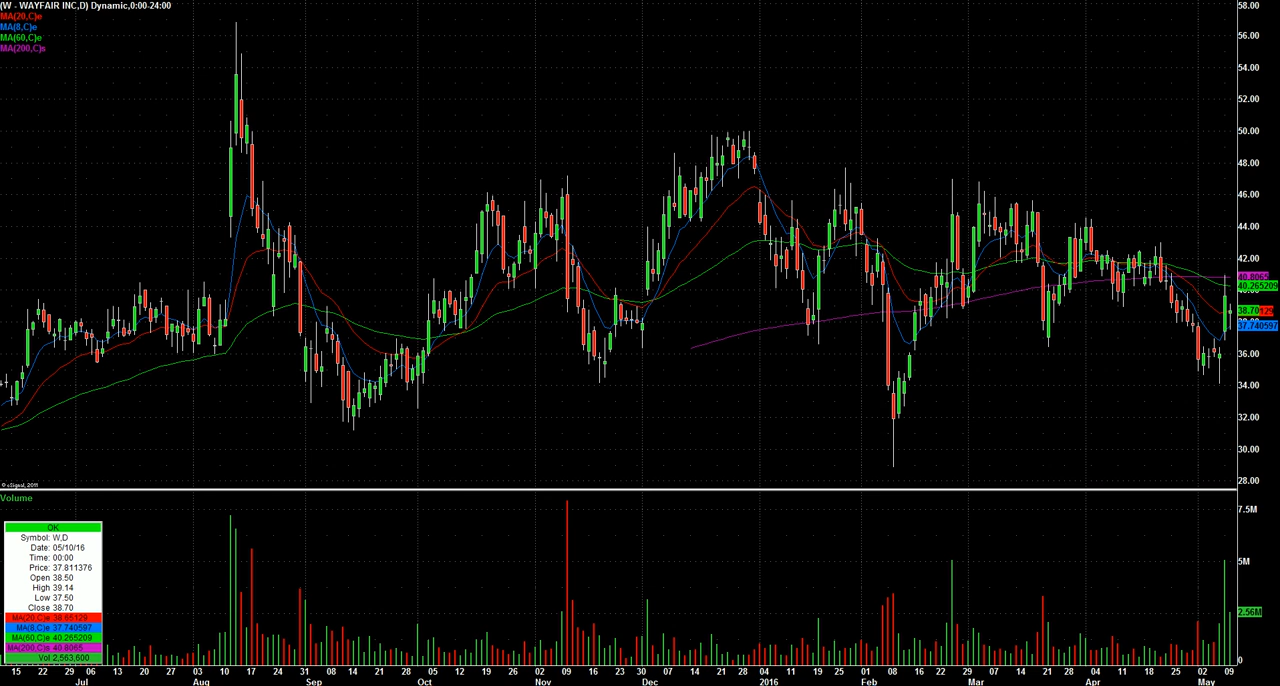 (W - WAYFAIR INC,D) Dynamic,0:00-24:00
MA(20,C)e
MA(8,C)e
MA(60,C)e
MA(200,C)s
58.00
56.00
54.00
52.00
50.00
48.00
46.00
44.00
42.00
40.8065
40.265209
38.70
37.740597
36.00
34.00
32.00
30.00
28.00
© eSignal, 2011
Volume
7.5M
5M
2.56M
0
OK
Symbol: W,D
Date: 05/10/16
Time: 00:00
Price: 37.811376
Open 38.50
High 39.14
Low 37.50
Close 38.70
MA(20,C)e 38.65129
MA(8,C)e 37.740597
MA(60,C)e 40.265209
MA(200,C)s 40.8065
Vol 2,563,600
15 22 29 06 13 20 27 03 10 17 24 31 08 14 21 28 05 12 19 26 02 09 16 23 30 07 14 21 28 04 11 19 25 01 08 16 22 29 07 14 21 28 04 11 18 25 02 09
Jul Aug Sep Oct Nov Dec 2016 Feb Mar Apr May